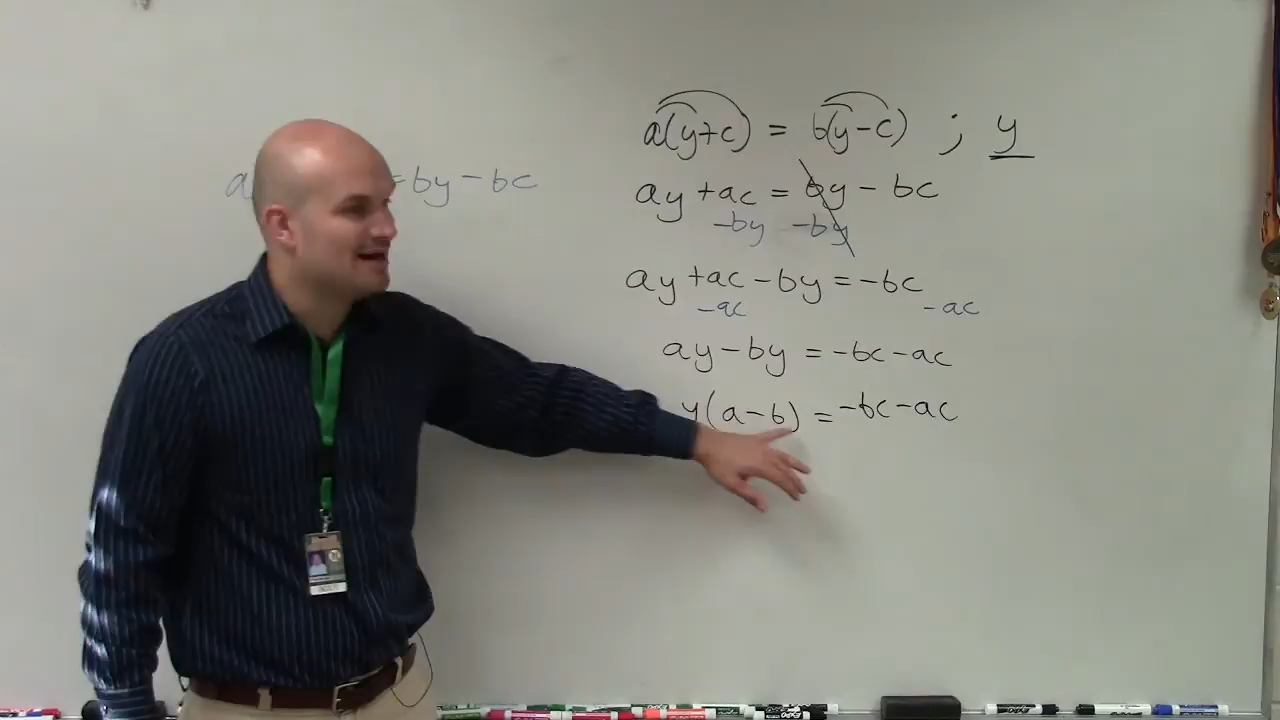 a(y+c) = b(y-c) ; y
ay +ac = by - bc
-by -by
ay +ac - by = -bc
-ac -ac
ay - by = -bc - ac
y(a-b) = -bc - ac
a =by - bc